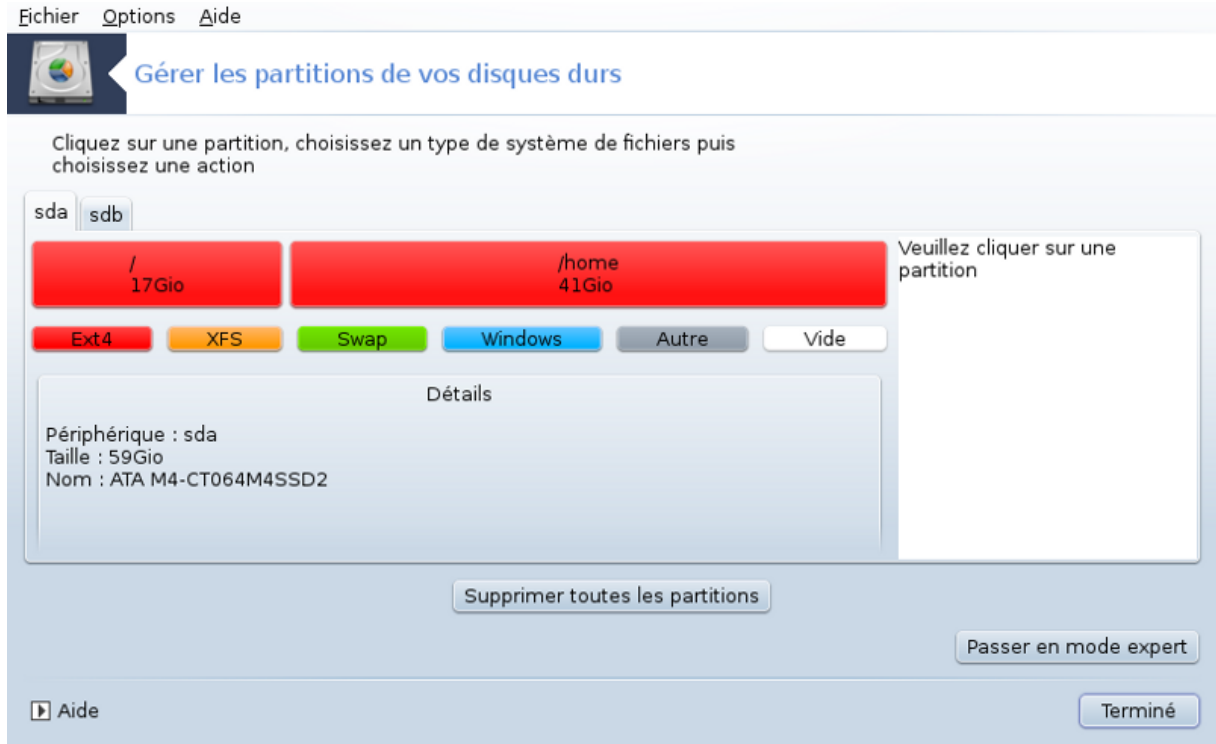 Fichier Options Aide
Gérer les partitions de vos disques durs
Cliquez sur une partition, choisissez un type de système de fichiers puis
choisissez une action
sda sdb
/
17Gio
/home
41Gio
Veuillez cliquer sur une
partition
Ext4 XFS Swap Windows Autre Vide
Détails
Périphérique : sda
Taille : 59Gio
Nom : ATA M4-CT064M4SSD2
Supprimer toutes les partitions
Passer en mode expert
Aide
Terminé